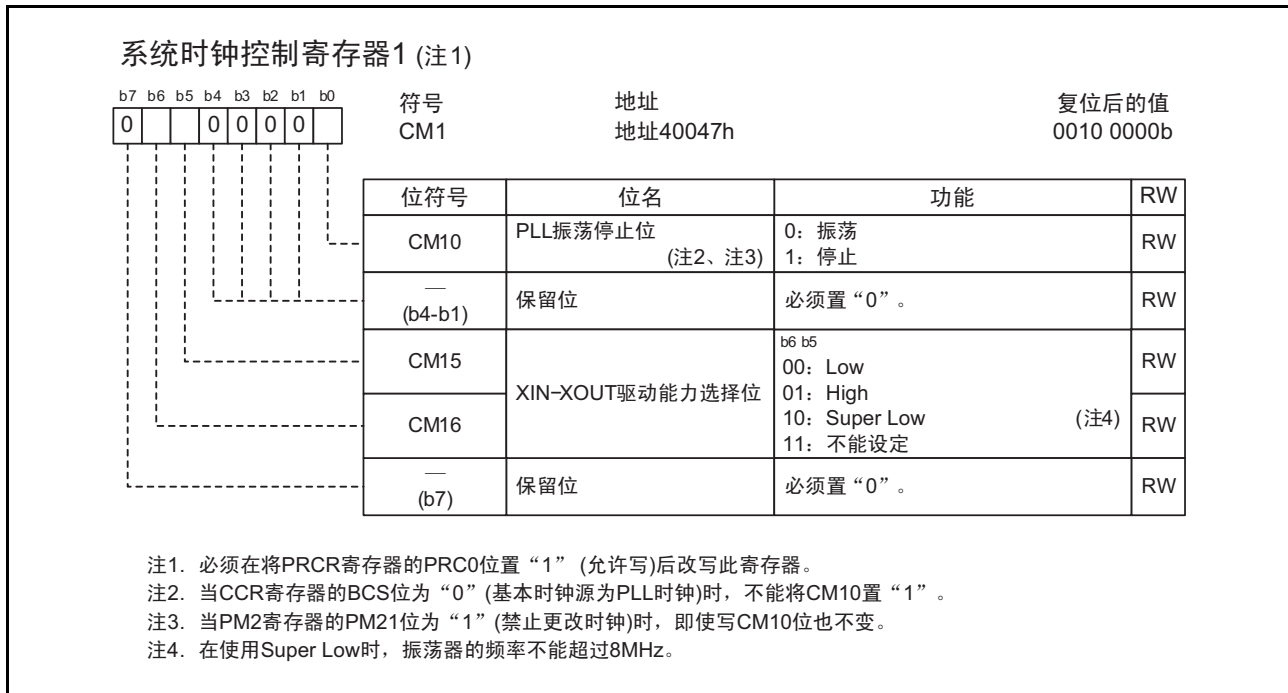 系统时钟控制寄存器1 (注1)
b7 b6 b5 b4 b3 b2 b1 b0
0 0 0 0 0
符号 地址 复位后的值
CM1 地址40047h 0010 0000b
位符号 位名 功能 RW
CM10 PLL振荡停止位 (注2、注3) 0：振荡 RW
1：停止
—
(b4-b1) 保留位 必须置“0”。 RW
CM15 XIN-XOUT驱动能力选择位 b6 b5 RW
00：Low
01：High
CM16 10：Super Low (注4) RW
11：不能设定
—
(b7) 保留位 必须置“0”。 RW
注1. 必须在将PRCR寄存器的PRC0位置“1” (允许写)后改写此寄存器。
注2. 当CCR寄存器的BCS位为“0”(基本时钟源为PLL时钟)时，不能将CM10置“1”。
注3. 当PM2寄存器的PM21位为“1”(禁止更改时钟)时，即使写CM10位也不变。
注4. 在使用Super Low时，振荡器的频率不能超过8MHz。